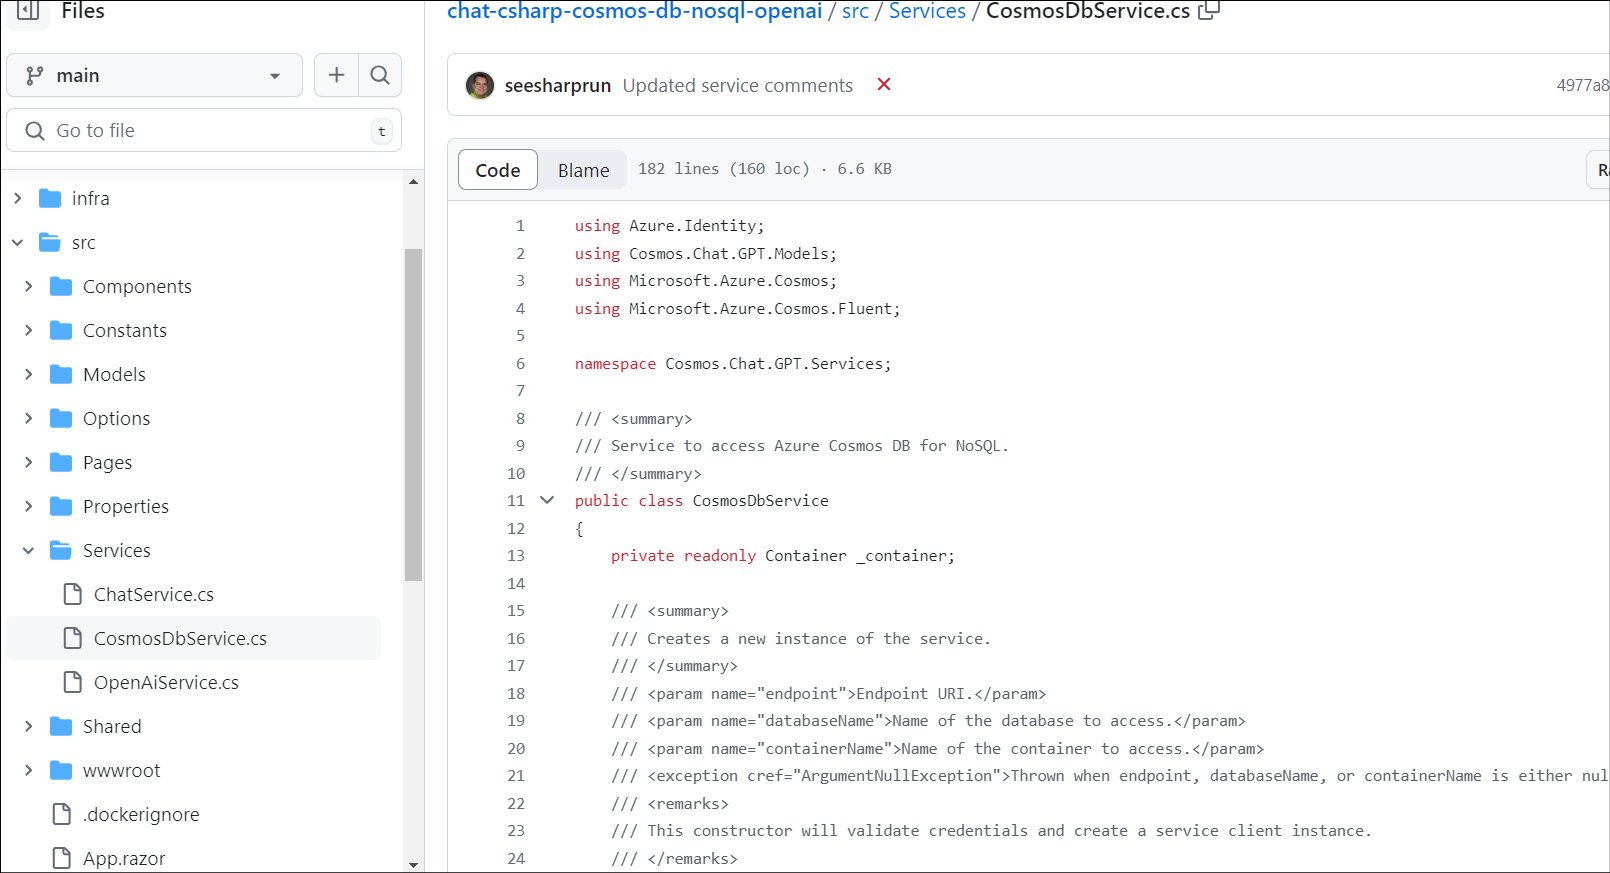 Files
main
Go to file
t
infra
src
Components
Constants
Models
Options
Pages
Properties
Services
ChatService.cs
CosmosDbService.cs
OpenAiService.cs
Shared
wwwroot
.dockerignore
App.razor
chat-csharp-cosmos-db-nosql-openai / src / Services / CosmosDbService.cs
seesharprun Updated service comments 4977a8
Code Blame 182 lines (160 loc) · 6.6 KB
1 using Azure.Identity;
2 using Cosmos.Chat.GPT.Models;
3 using Microsoft.Azure.Cosmos;
4 using Microsoft.Azure.Cosmos.Fluent;
5
6 namespace Cosmos.Chat.GPT.Services;
7
8 /// <summary>
9 /// Service to access Azure Cosmos DB for NoSQL.
10 /// </summary>
11 public class CosmosDbService
12 {
13 private readonly Container _container;
14
15 /// <summary>
16 /// Creates a new instance of the service.
17 /// </summary>
18 /// <param name="endpoint">Endpoint URI.</param>
19 /// <param name="databaseName">Name of the database to access.</param>
20 /// <param name="containerName">Name of the container to access.</param>
21 /// <exception cref="ArgumentNullException">Thrown when endpoint, databaseName, or containerName is either nul
22 /// <remarks>
23 /// This constructor will validate credentials and create a service client instance.
24 /// </remarks>